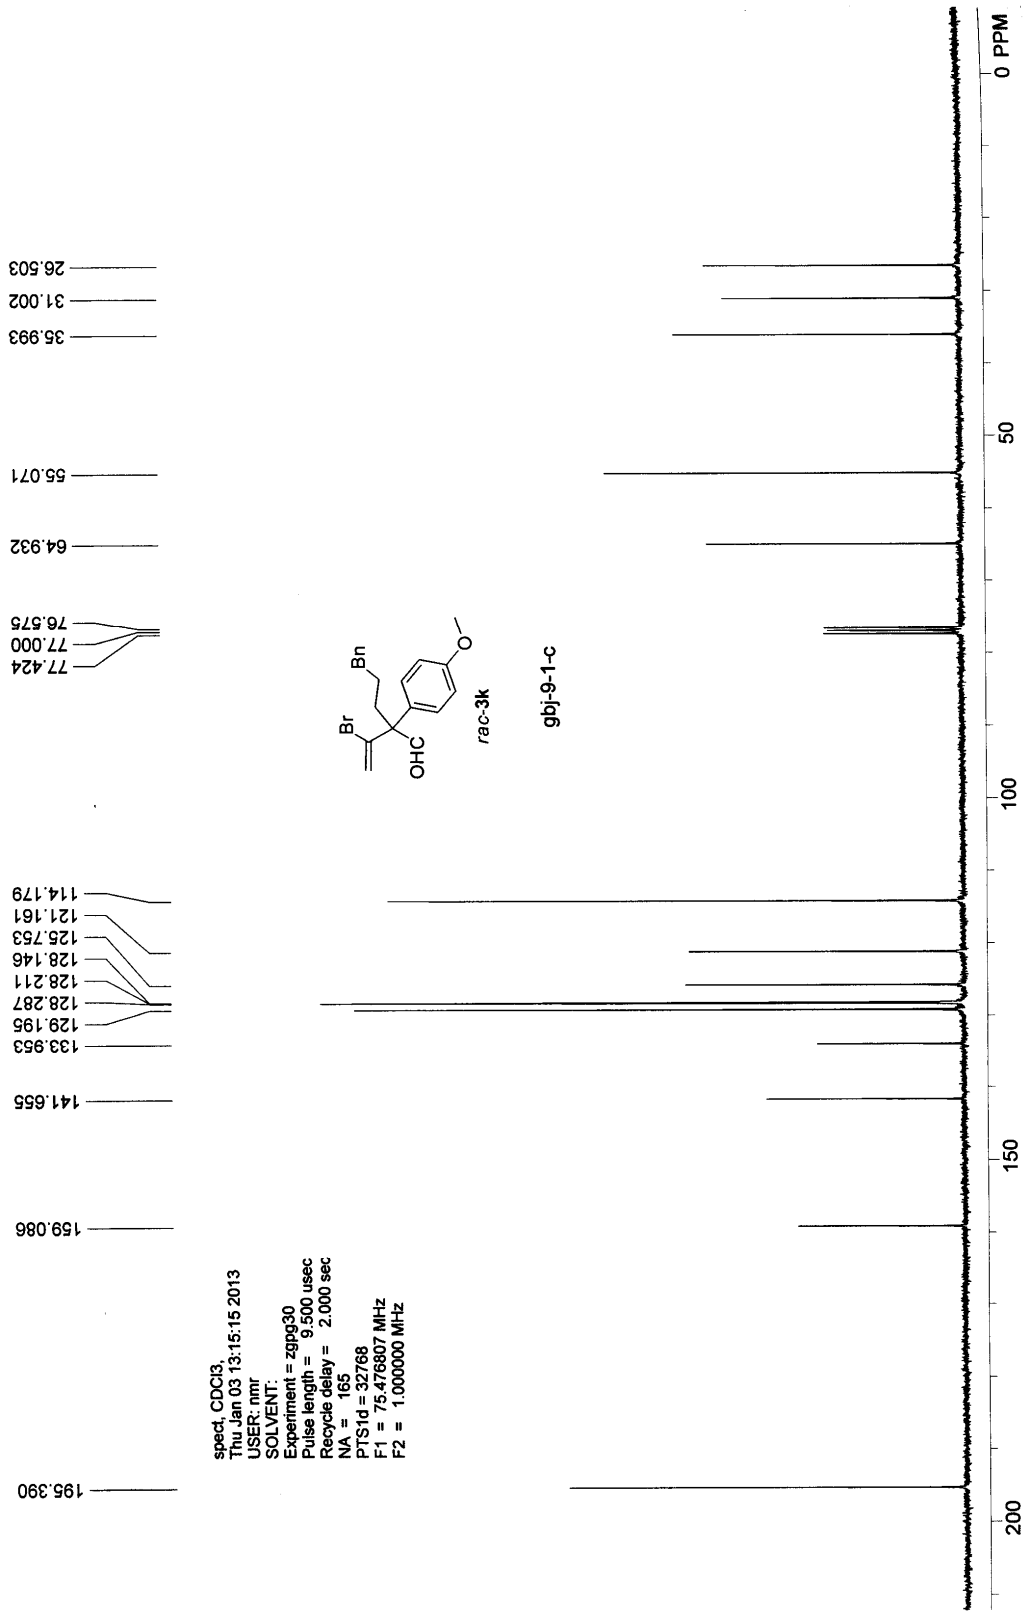 195.390
159.086
141.655
133.953
129.195
128.287
128.211
128.146
125.753
121.161
114.179
77.424
77.000
76.575
64.932
55.071
35.993
31.002
26.503
spect, CDCl3,
Thu Jan 03 13:15:15 2013
USER: nmr
SOLVENT:
Experiment = zgpg30
Pulse length = 9.500 usec
Recycle delay = 2.000 sec
NA = 165
PTS1d = 32768
F1 = 75.476807 MHz
F2 = 1.000000 MHz
Br
Bn
OHC
O
rac-3k
gbj-9-1-c
200
150
100
50
0 PPM